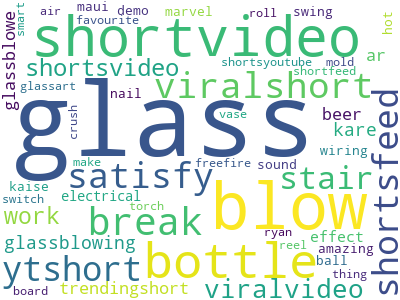 air maui demo marvel roll swing
smart favourite
shortvideo
glassblowe
hot
shortsvideo
viralshort
shortsyoutube ar
glassart nail mold shortfeed
glass
crush
vase beer
kare
satisfy
make freefire sound wiring
stair
kaise electrical
switch torch
blow
shortsfeed
work break
ryan effect
glassblowing
reel amazing
bottle
ytshort
ball
thing
board trendingshort viralvideo